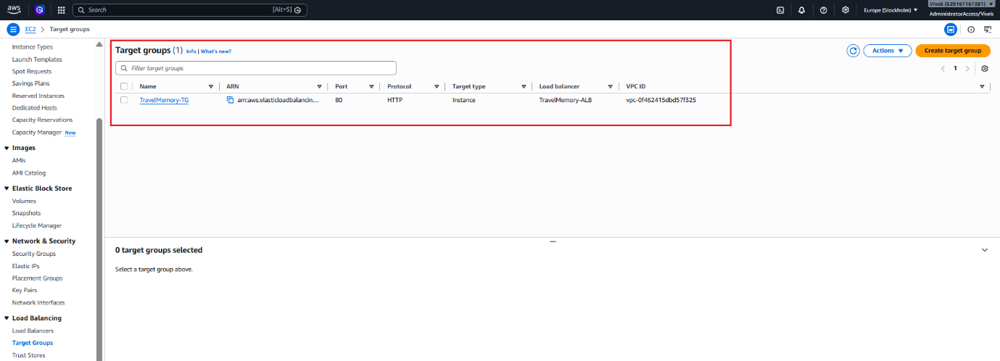 aws
Search [Alt+S]
Europe (Stockholm)
Vivek (629161161381)
AdministratorAccess/Vivek
EC2 > Target groups
Instance Types
Launch Templates
Spot Requests
Savings Plans
Reserved Instances
Dedicated Hosts
Capacity Reservations
Capacity Manager New
Images
AMIs
AMI Catalog
Elastic Block Store
Volumes
Snapshots
Lifecycle Manager
Network & Security
Security Groups
Elastic IPs
Placement Groups
Key Pairs
Network Interfaces
Load Balancing
Load Balancers
Target Groups
Trust Stores
Target groups (1) Info | What's new?
Actions
Create target group
Filter target groups
1
Name ARN Port Protocol Target type Load balancer VPC ID
TravelMemory-TG arn:aws:elasticloadbalancin... 80 HTTP Instance TravelMemory-ALB vpc-0f462415dbd57f325
0 target groups selected
Select a target group above.